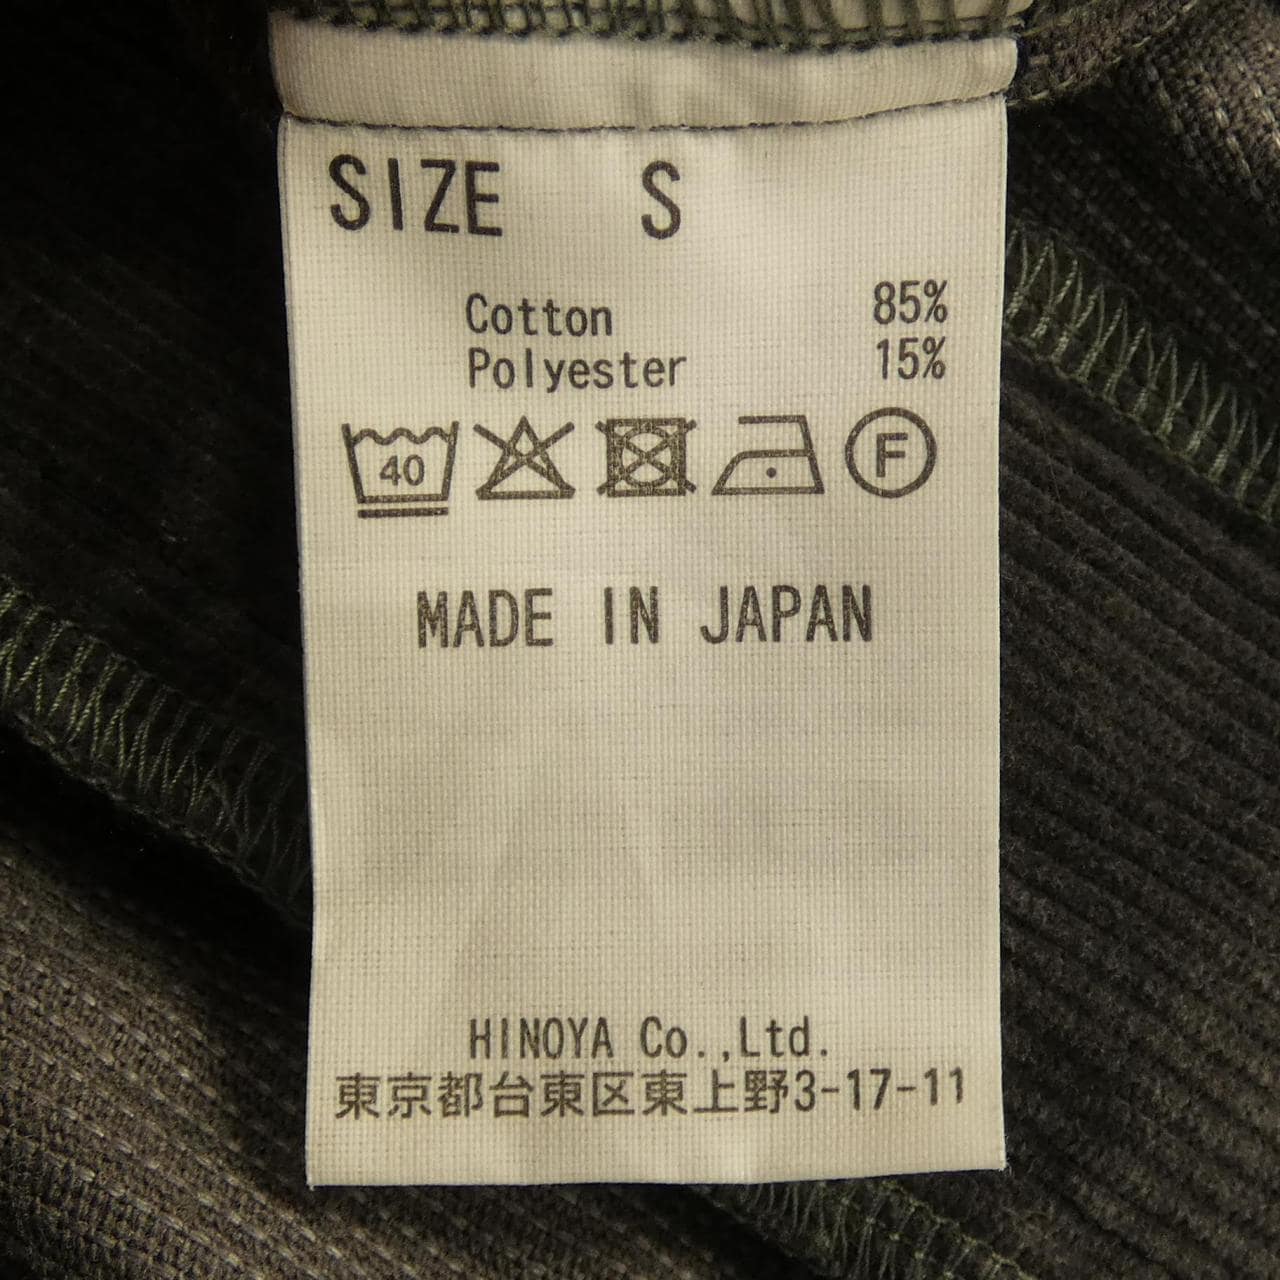 SIZE S
Cotton 85%
Polyester 15%
40 F
MADE IN JAPAN
HINOYA Co.,Ltd.
東京都台東区東上野3-17-11